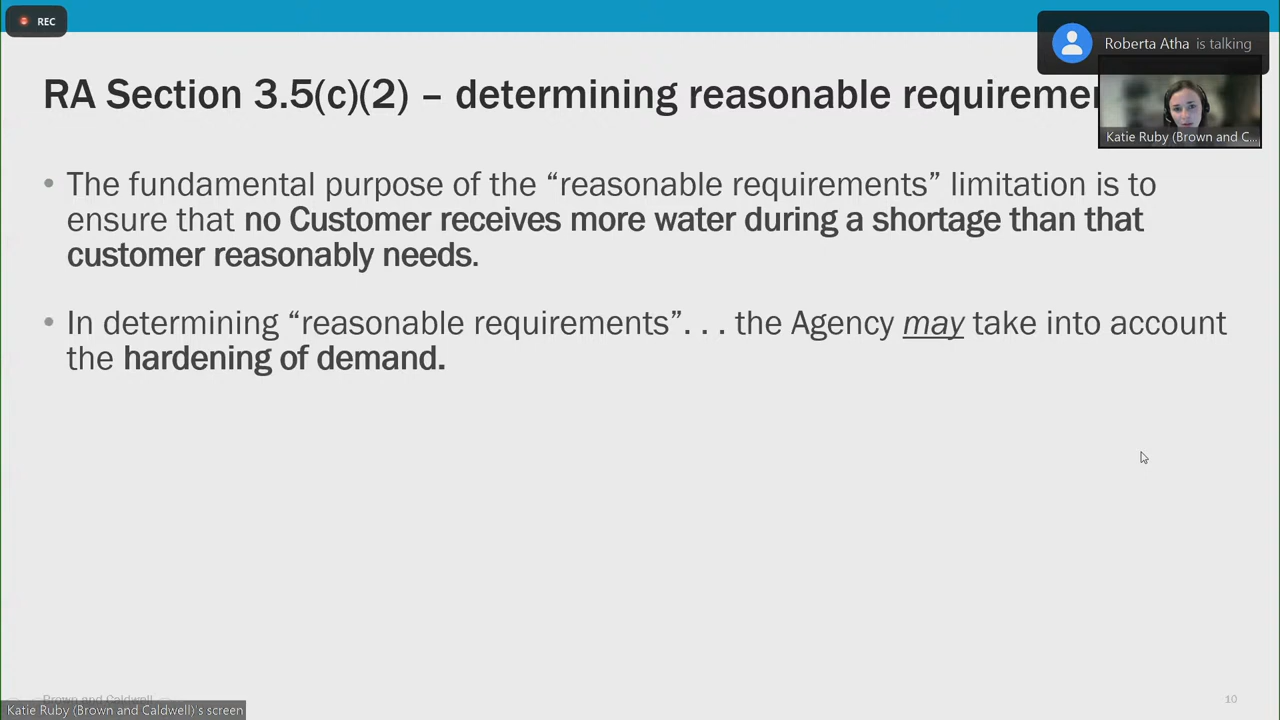 REC
Roberta Atha is talking
RA Section 3.5(c)(2) – determining reasonable requiremen
Katie Ruby (Brown and C...
• The fundamental purpose of the “reasonable requirements” limitation is to
ensure that no Customer receives more water during a shortage than that
customer reasonably needs.
• In determining “reasonable requirements”. . . the Agency may take into account
the hardening of demand.
Brown and Caldwell
10
Katie Ruby (Brown and Caldwell)'s screen